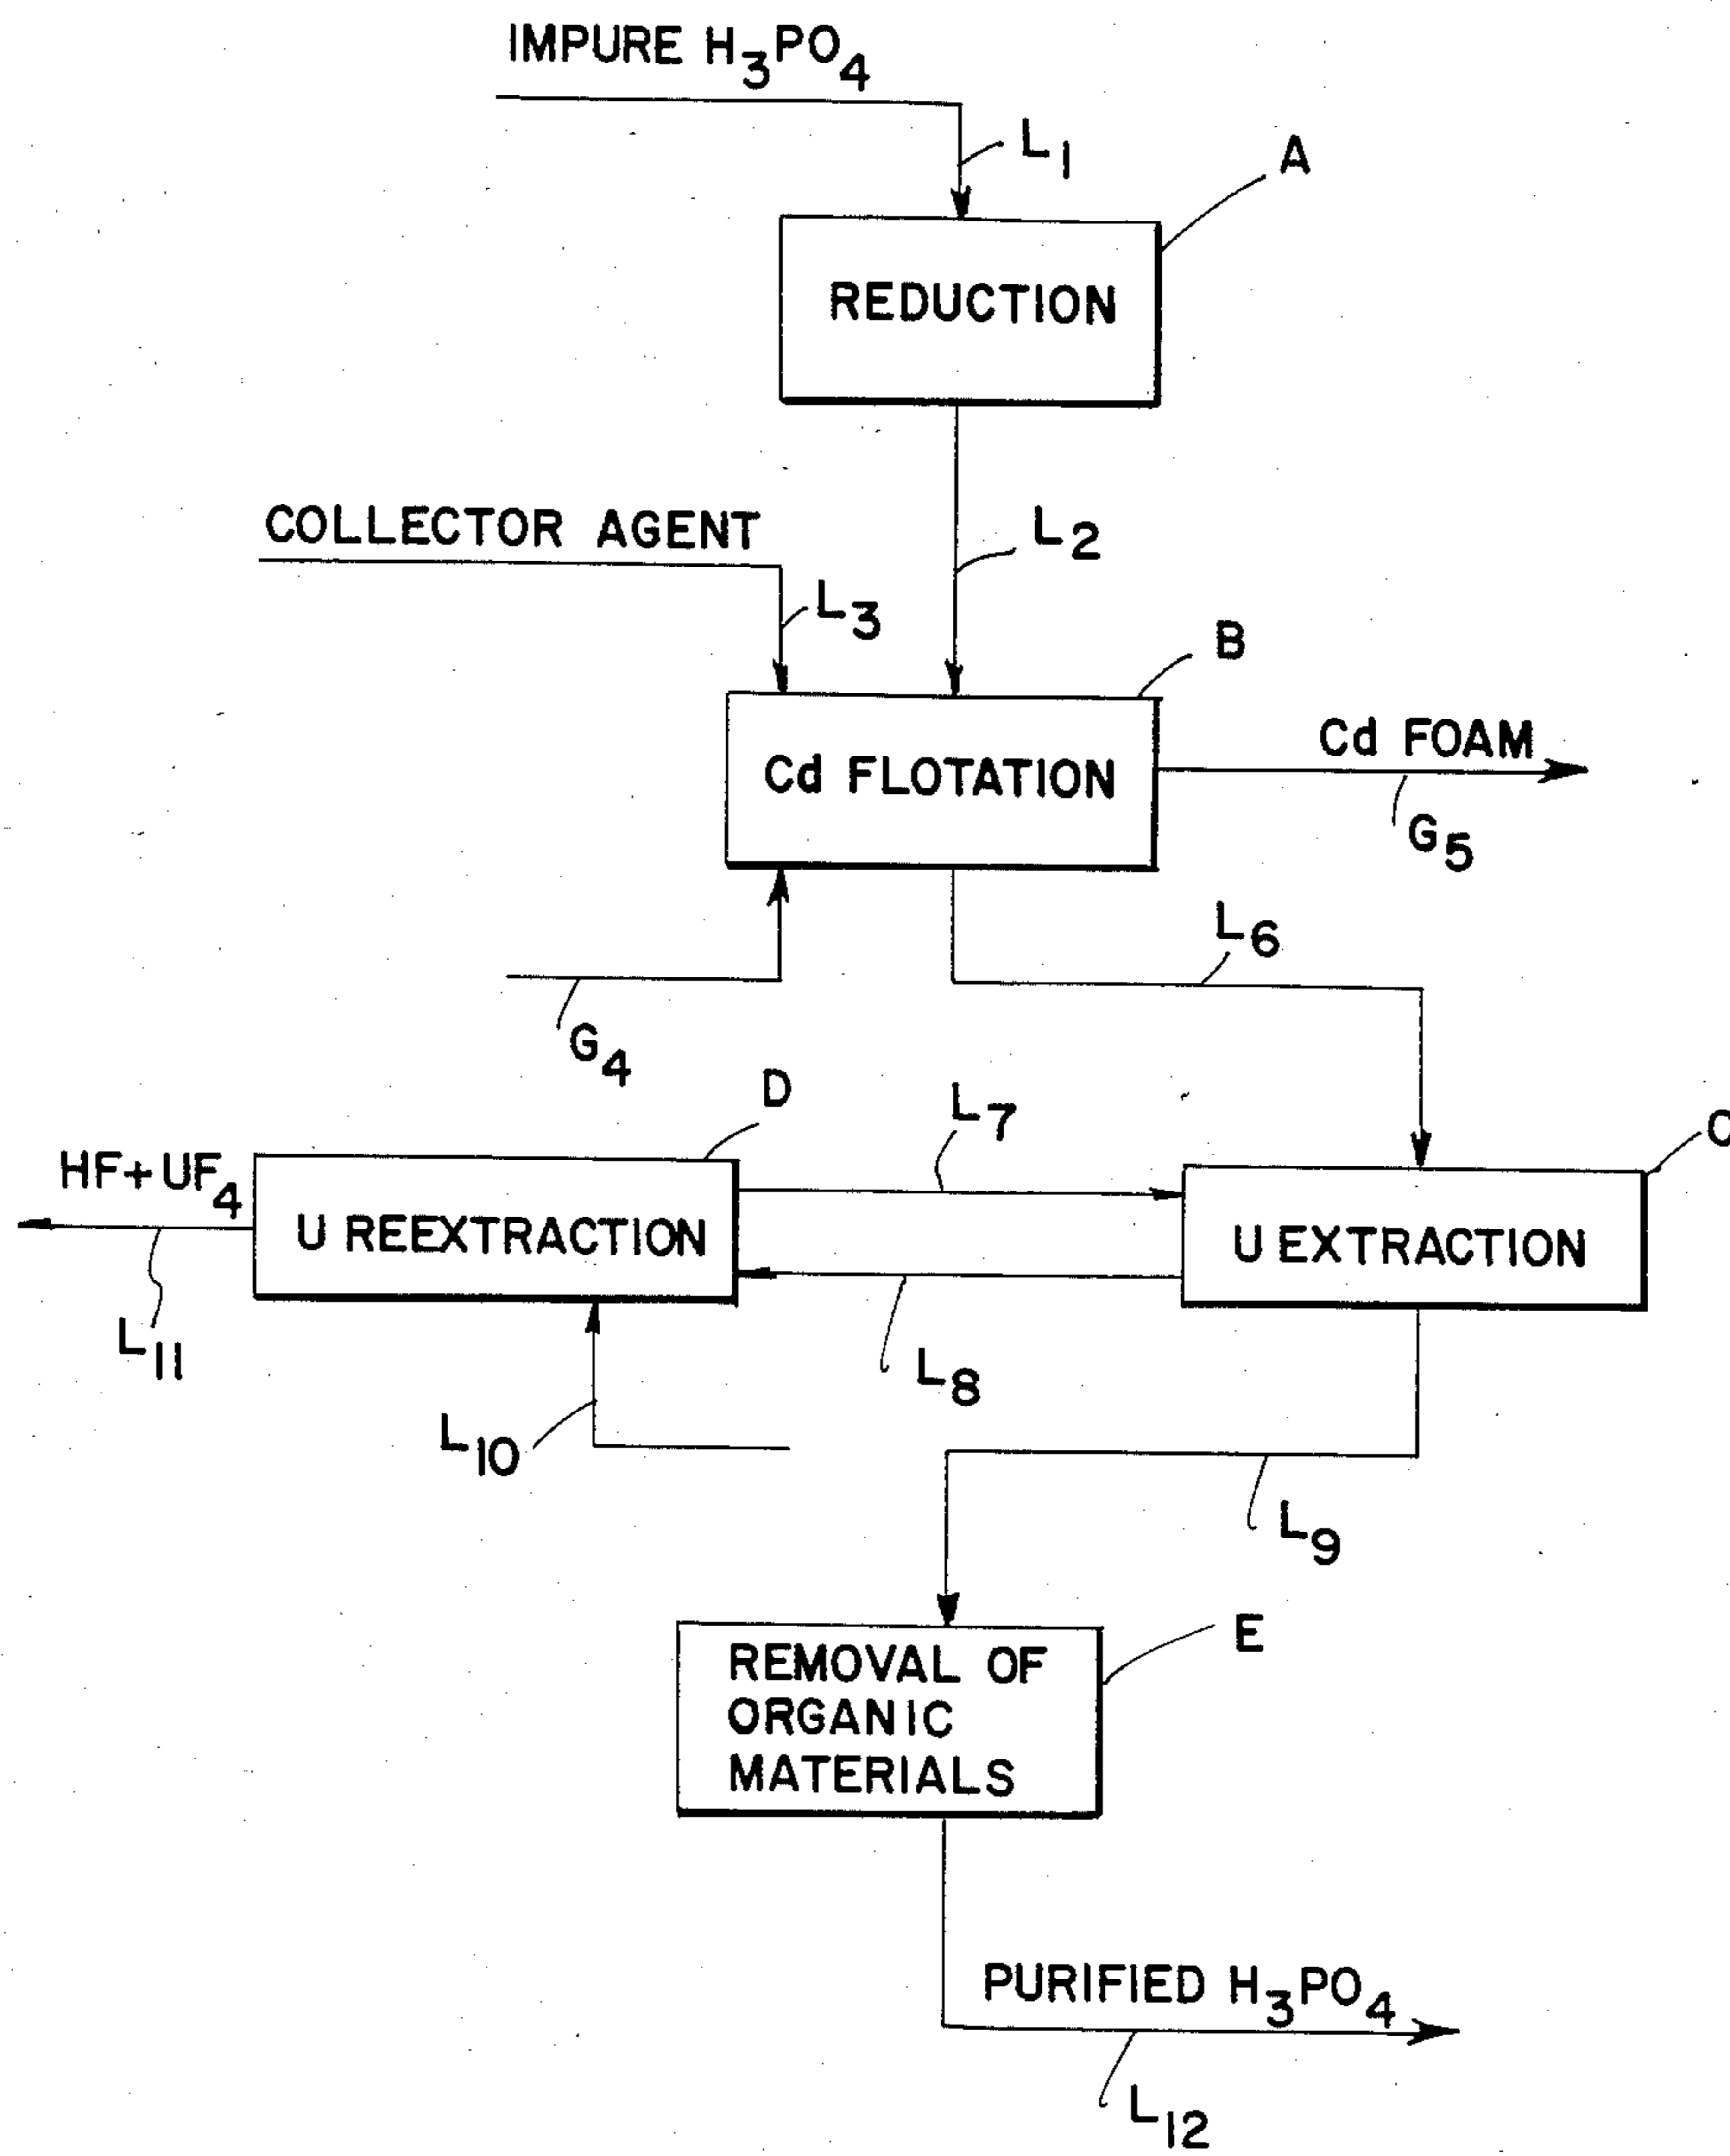 IMPURE H₃PO₄
L₁
A
REDUCTION
COLLECTOR AGENT
L₂
L₃
B
Cd FLOTATION
Cd FOAM
G₅
L₆
G₄
D
L₇
C
HF+UF₄
U REEXTRACTION
U EXTRACTION
L₁₁
L₈
L₁₀
L₉
E
REMOVAL OF
ORGANIC
MATERIALS
PURIFIED H₃PO₄
L₁₂